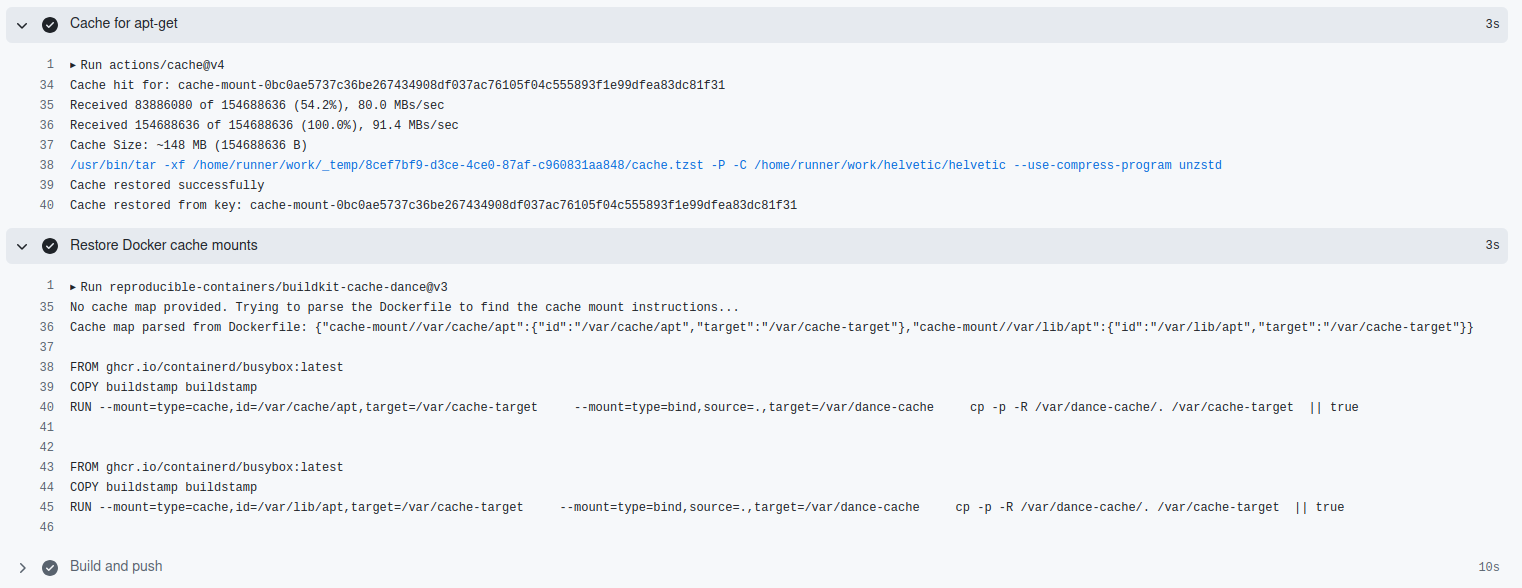 Cache for apt-get 3s
1 ▸ Run actions/cache@v4
34 Cache hit for: cache-mount-0bc0ae5737c36be267434908df037ac76105f04c555893f1e99dfea83dc81f31
35 Received 83886080 of 154688636 (54.2%), 80.0 MBs/sec
36 Received 154688636 of 154688636 (100.0%), 91.4 MBs/sec
37 Cache Size: ~148 MB (154688636 B)
38 /usr/bin/tar -xf /home/runner/work/_temp/8cef7bf9-d3ce-4ce0-87af-c960831aa848/cache.tzst -P -C /home/runner/work/helvetic/helvetic --use-compress-program unzstd
39 Cache restored successfully
40 Cache restored from key: cache-mount-0bc0ae5737c36be267434908df037ac76105f04c555893f1e99dfea83dc81f31
Restore Docker cache mounts 3s
1 ▸ Run reproducible-containers/buildkit-cache-dance@v3
35 No cache map provided. Trying to parse the Dockerfile to find the cache mount instructions...
36 Cache map parsed from Dockerfile: {"cache-mount//var/cache/apt":{"id":"/var/cache/apt","target":"/var/cache-target"},"cache-mount//var/lib/apt":{"id":"/var/lib/apt","target":"/var/cache-target"}}
37
38 FROM ghcr.io/containerd/busybox:latest
39 COPY buildstamp buildstamp
40 RUN --mount=type=cache,id=/var/cache/apt,target=/var/cache-target     --mount=type=bind,source=.,target=/var/dance-cache     cp -p -R /var/dance-cache/. /var/cache-target  || true
41
42
43 FROM ghcr.io/containerd/busybox:latest
44 COPY buildstamp buildstamp
45 RUN --mount=type=cache,id=/var/lib/apt,target=/var/cache-target     --mount=type=bind,source=.,target=/var/dance-cache     cp -p -R /var/dance-cache/. /var/cache-target  || true
46
Build and push 10s